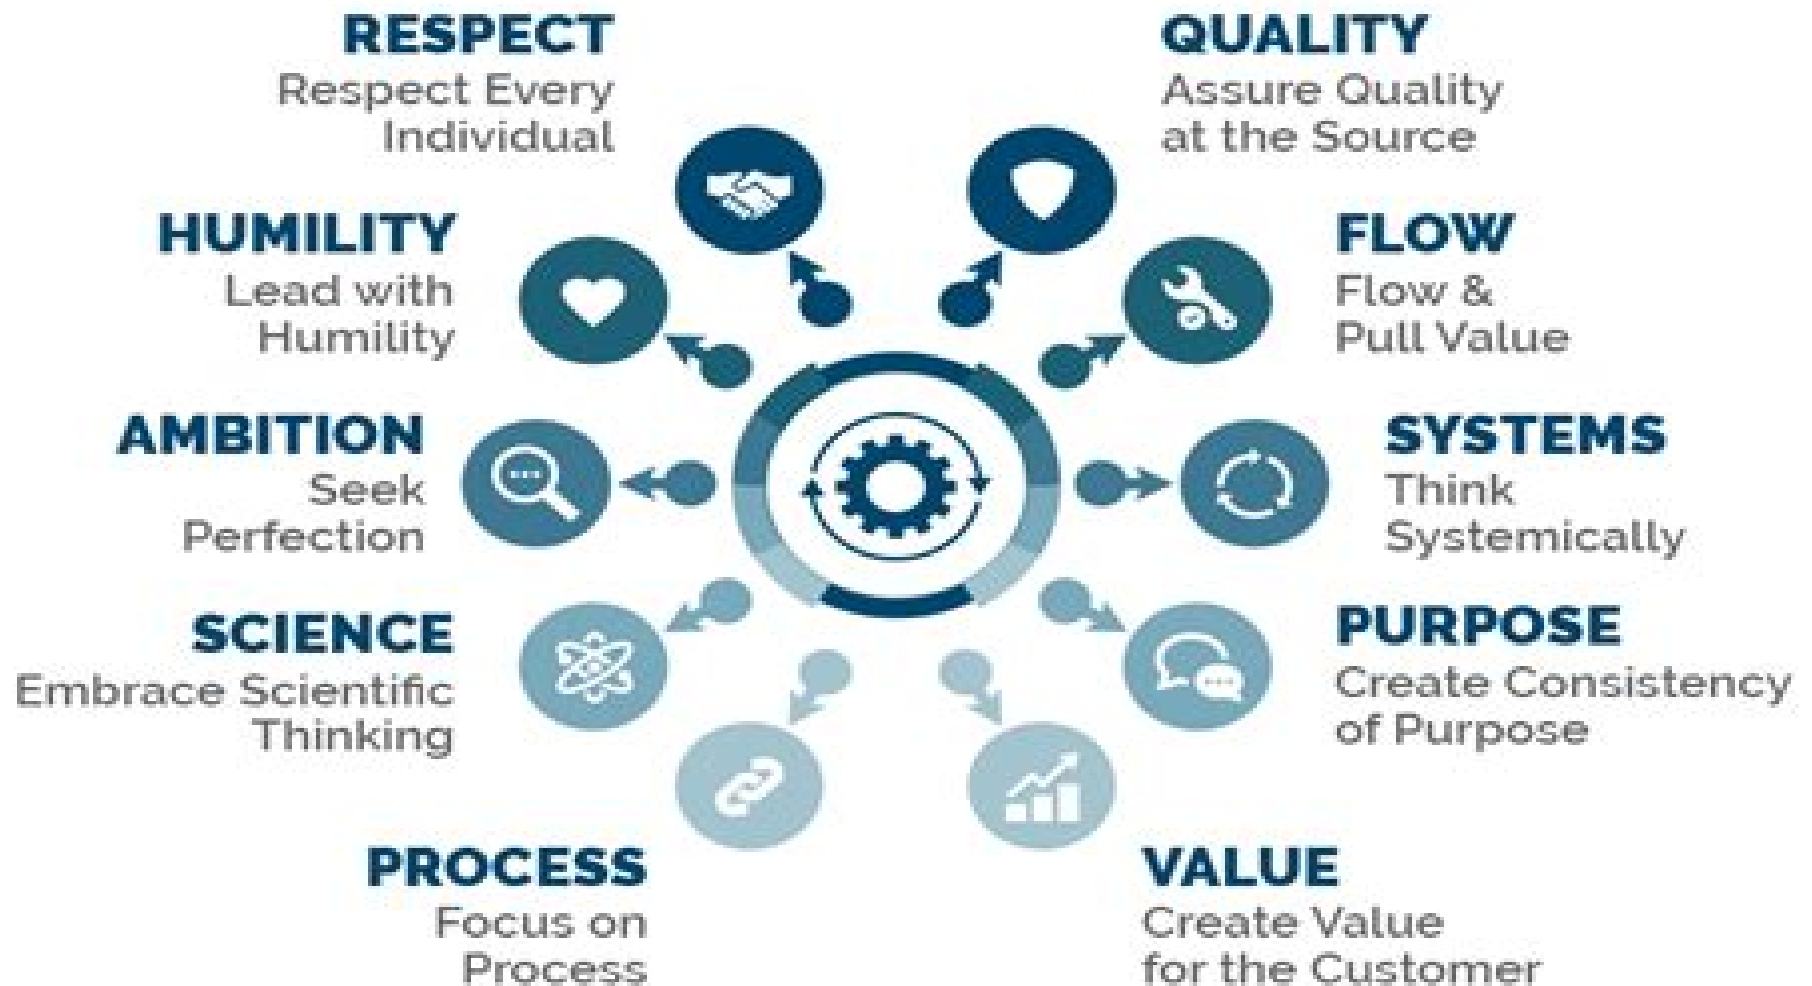 RESPECT
Respect Every
Individual
HUMILITY
Lead with
Humility
AMBITION
Seek
Perfection
SCIENCE
Embrace Scientific
Thinking
PROCESS
Focus on
Process
QUALITY
Assure Quality
at the Source
FLOW
Flow &
Pull Value
SYSTEMS
Think
Systemically
PURPOSE
Create Consistency
of Purpose
VALUE
Create Value
for the Customer